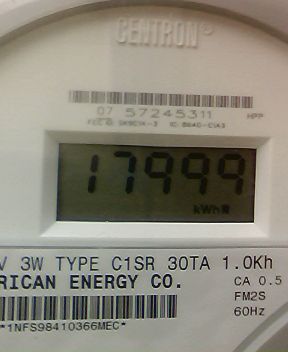 CENTRON®
07 57245311 HPP
17999
kWh
V 3W TYPE C1SR 30TA 1.0Kh
RICAN ENERGY CO. CA 0.5
FM2S
60Hz
*1NFS98410366MEC*